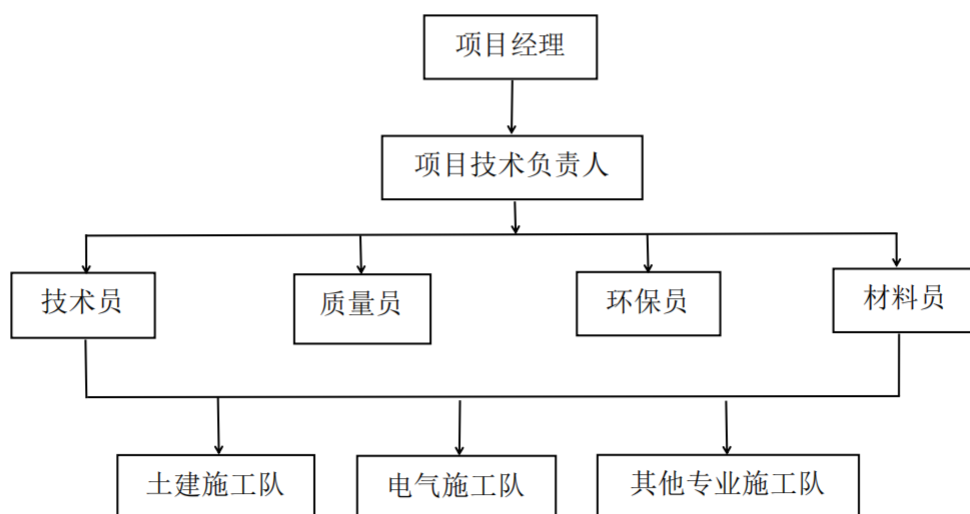 项目经理
项目技术负责人
技术员
质量员
环保员
材料员
土建施工队
电气施工队
其他专业施工队